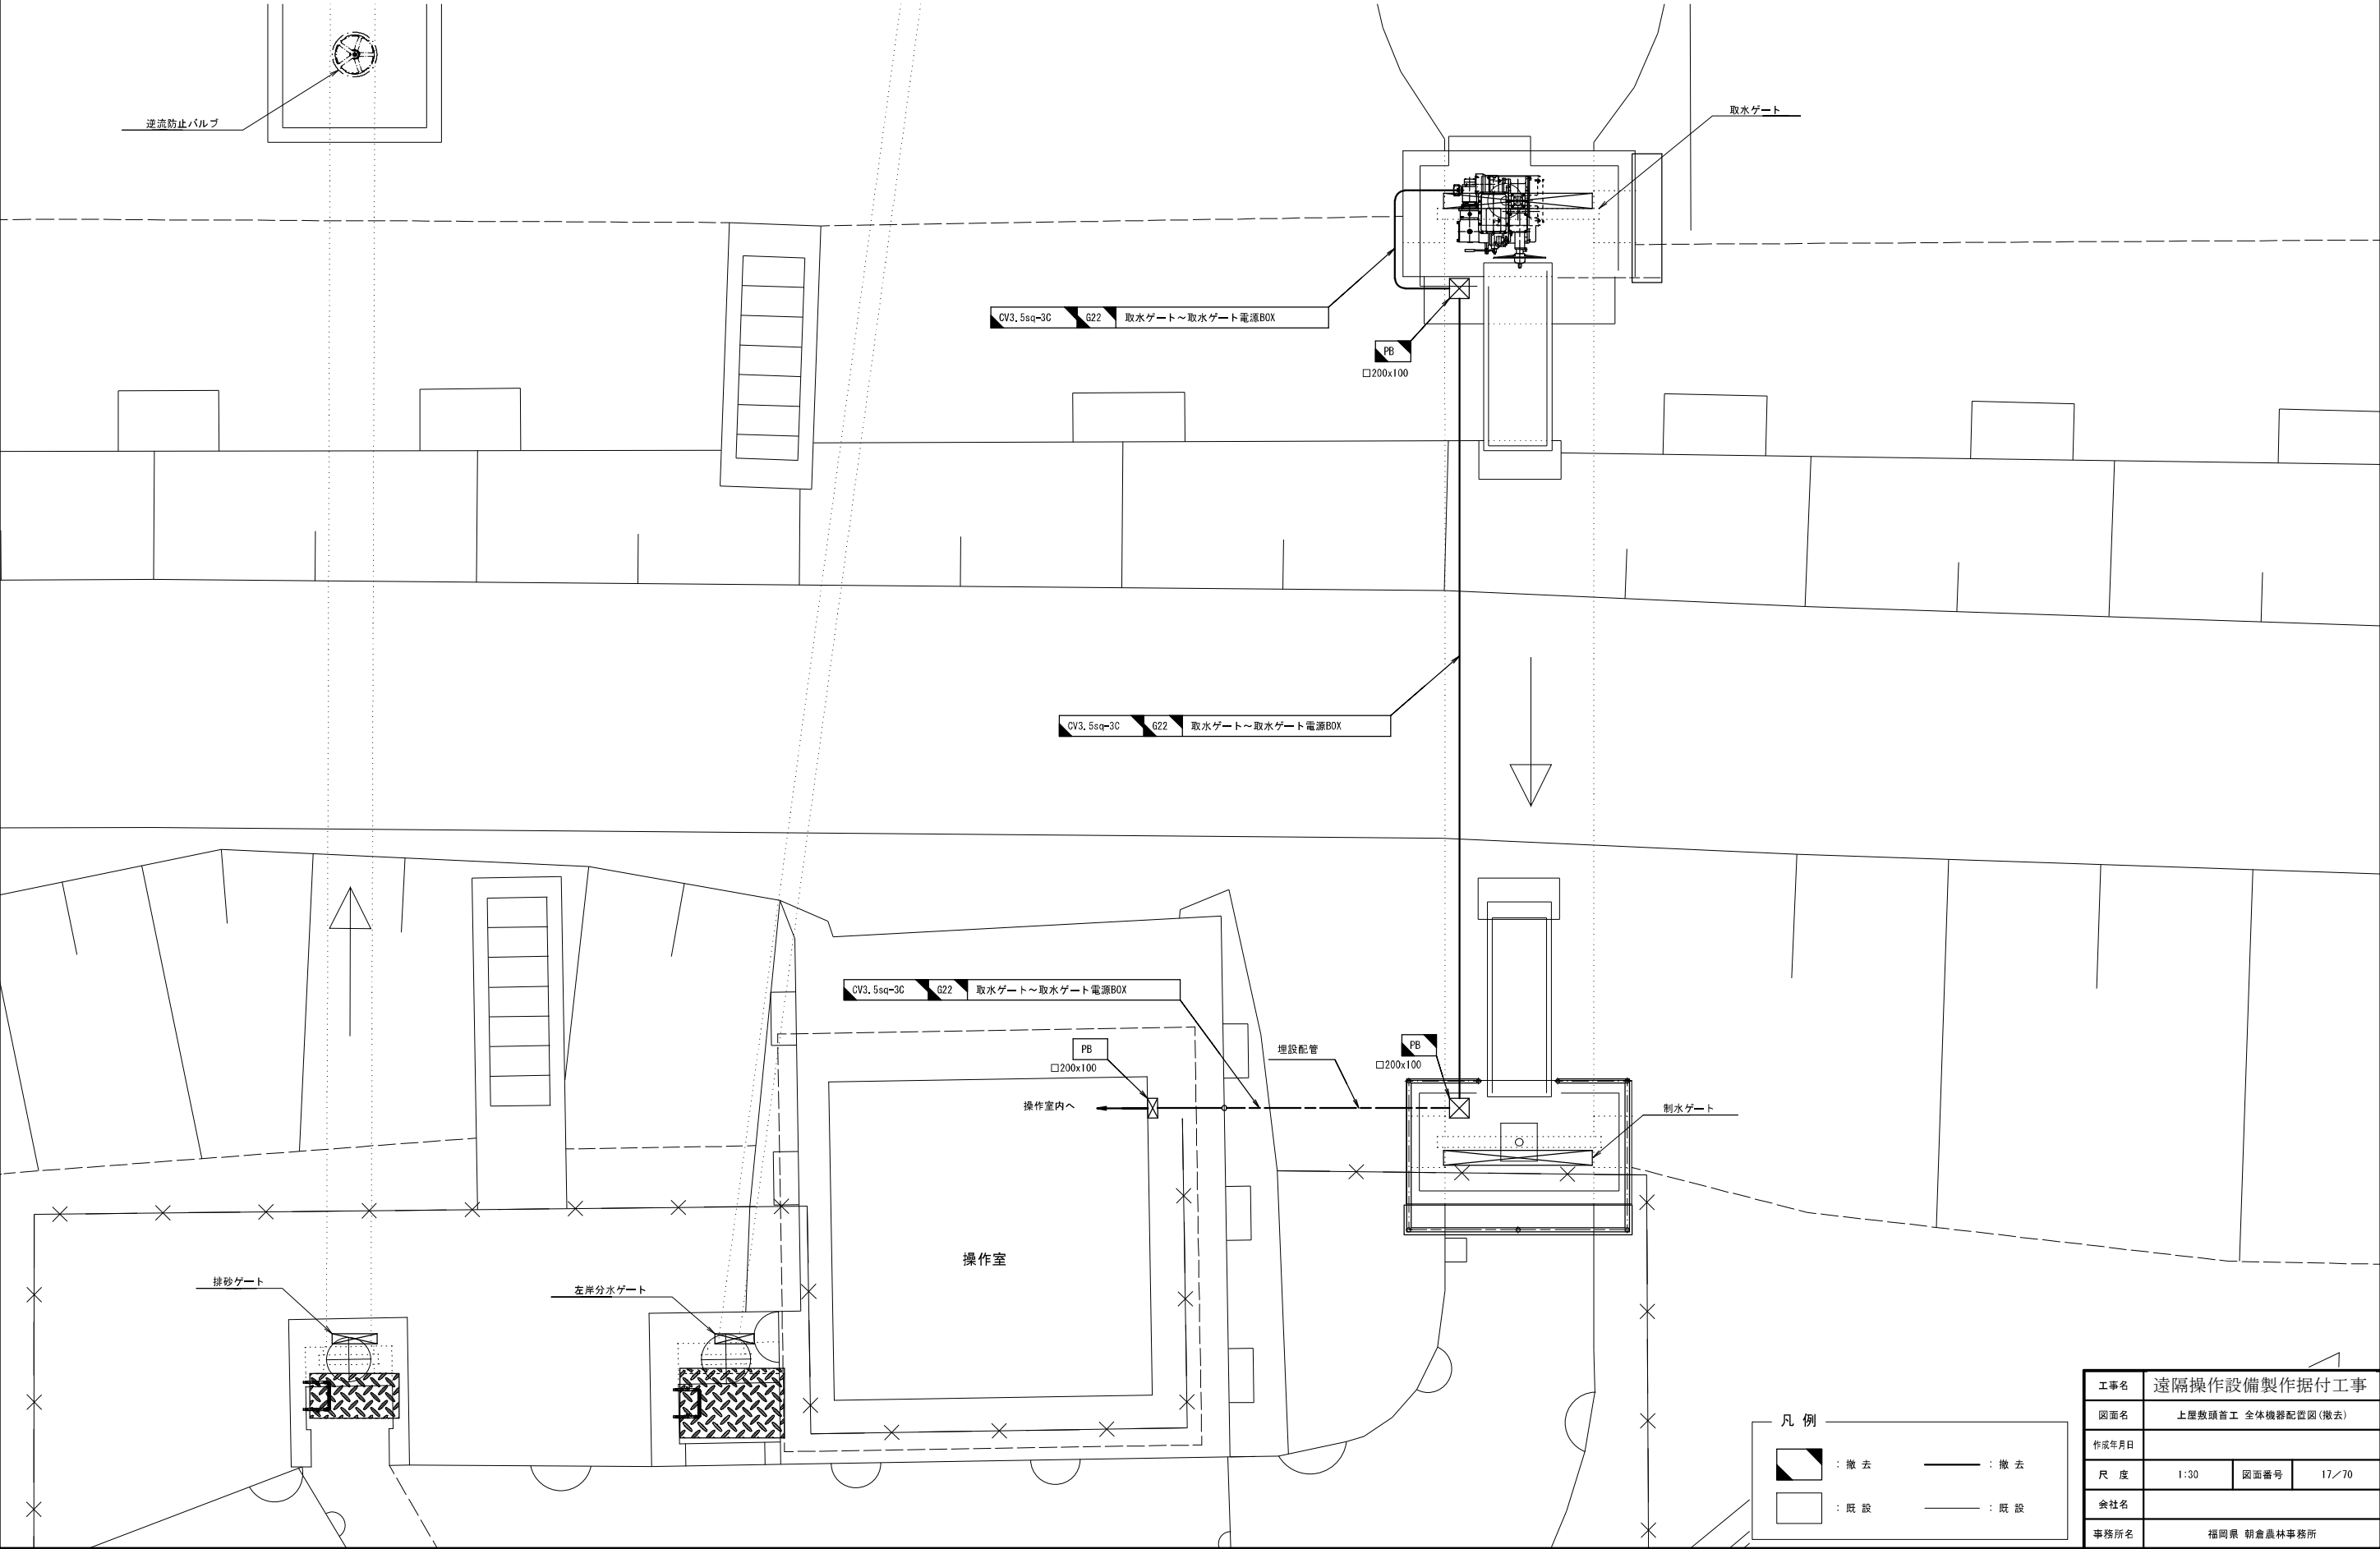 逆流防止バルブ
取水ゲート
CV3.5sq-3C G22 取水ゲート～取水ゲート電源BOX
PB
□200x100
CV3.5sq-3C G22 取水ゲート～取水ゲート電源BOX
CV3.5sq-3C G22 取水ゲート～取水ゲート電源BOX
PB
□200x100
埋設配管
PB
□200x100
操作室内へ
制水ゲート
操作室
排砂ゲート
左岸分水ゲート
凡 例
：撤 去 ：撤 去
：既 設 ：既 設
工事名 遠隔操作設備製作据付工事
図面名 上屋敷頭首工 全体機器配置図(撤去)
作成年月日
尺 度 1:30 図面番号 17／70
会社名
事務所名 福岡県 朝倉農林事務所